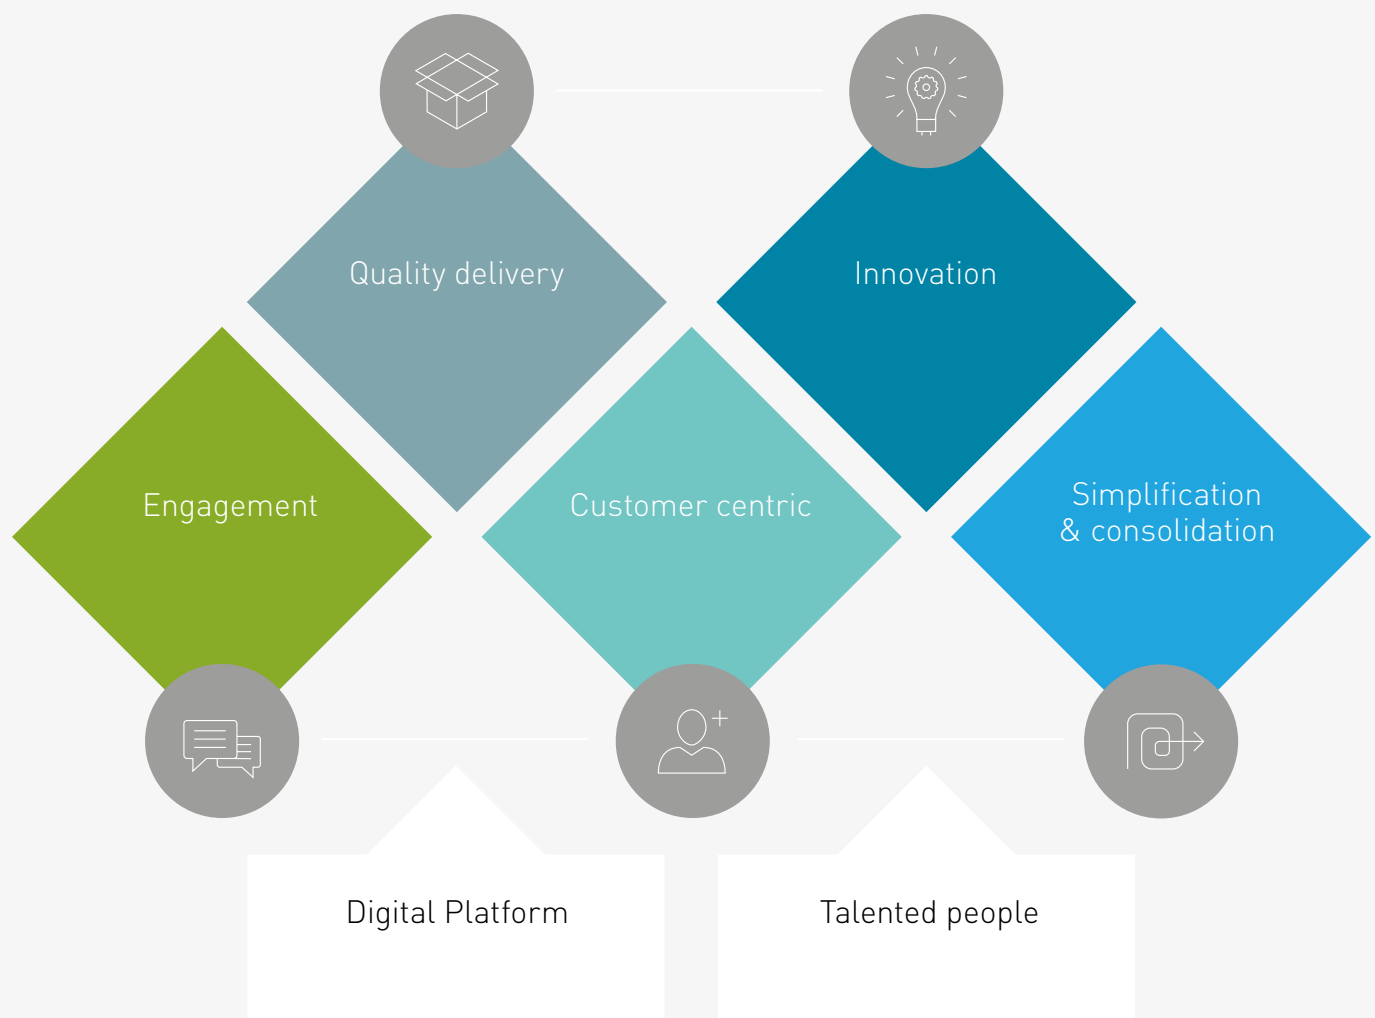 Quality delivery
Innovation
Engagement
Customer centric
Simplification
& consolidation
Digital Platform
Talented people